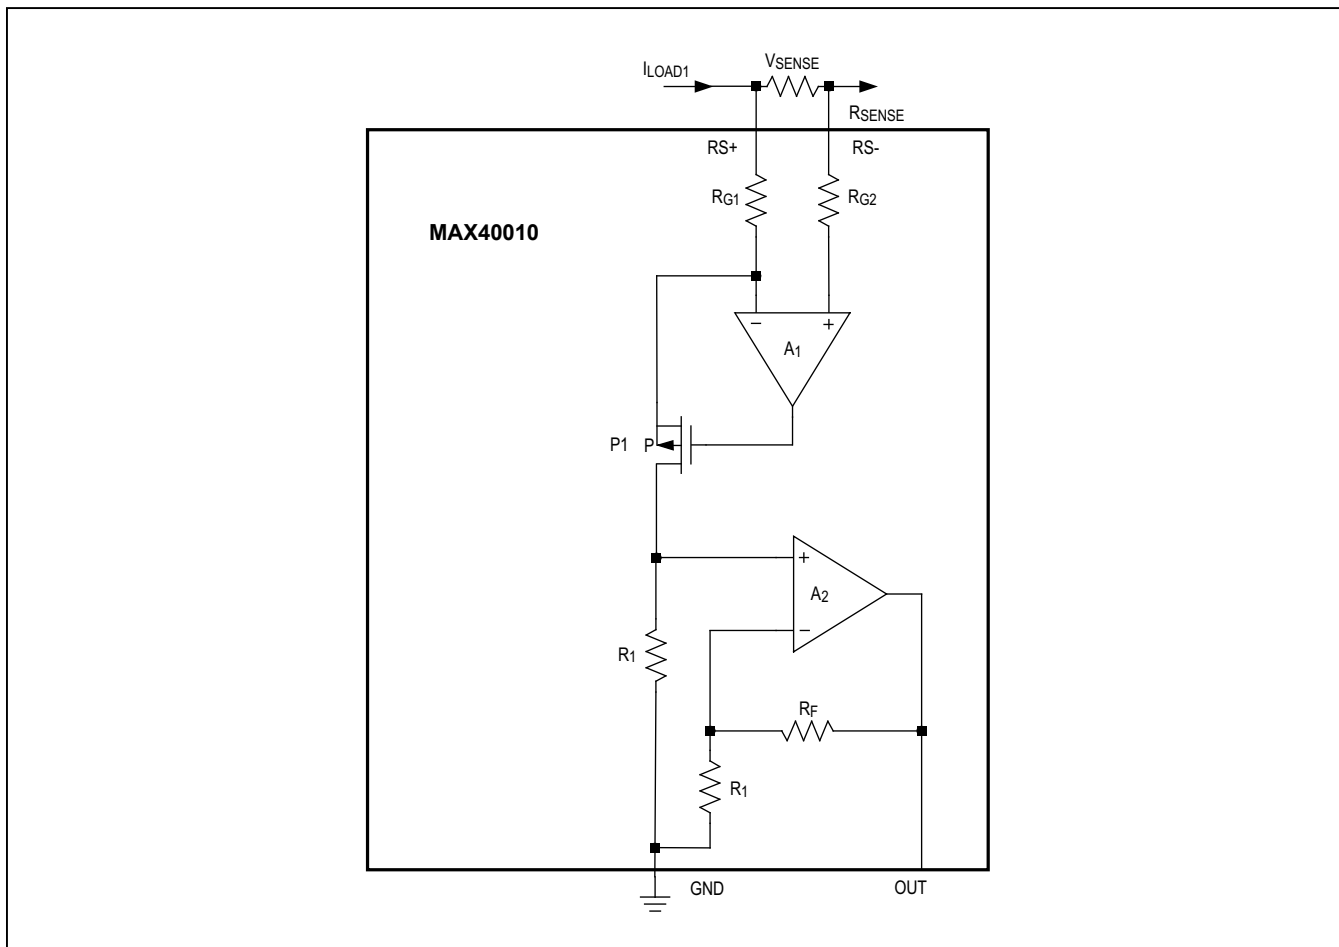 VSENSE
ILOAD1
RSENSE
RS+ RS-
RG1 RG2
MAX40010
− +
A1
P1 P
+
A2
−
R1
RF
R1
GND OUT